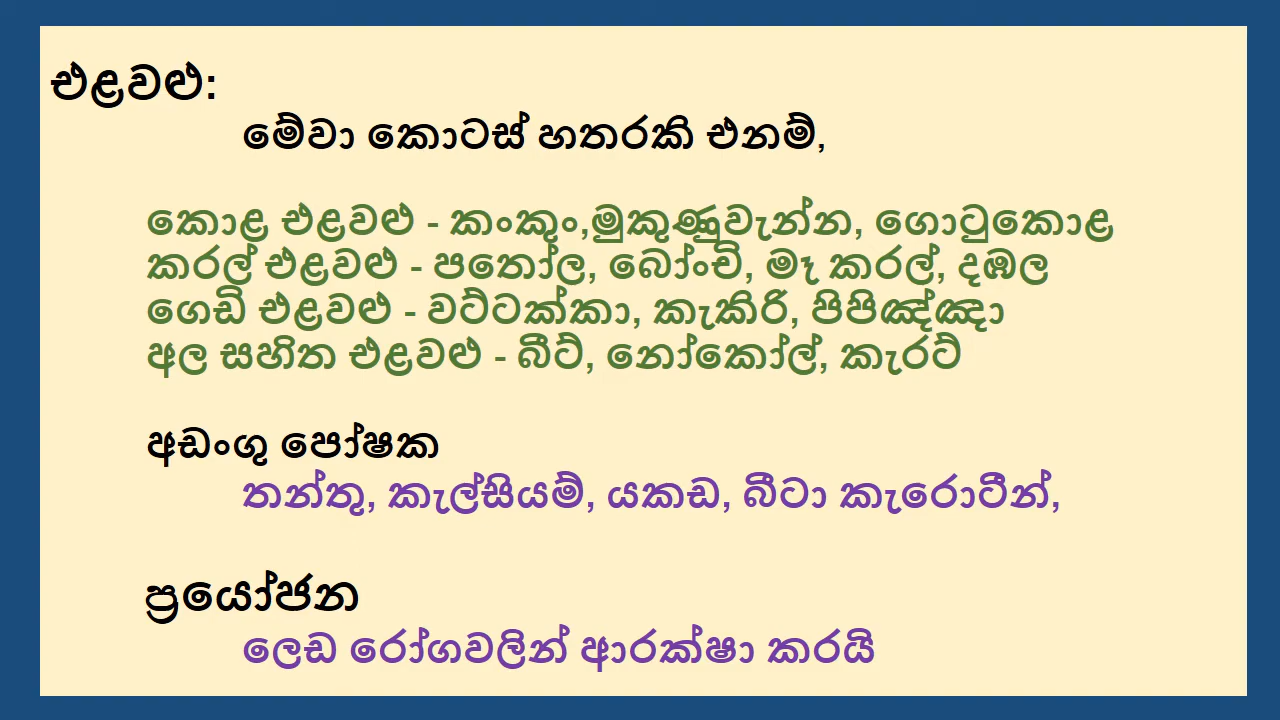 එළවළු:
මේවා කොටස් හතරකි එනම්,
කොළ එළවළු - කංකුං,මුකුණුවැන්න, ගොටුකොළ
කරල් එළවළු - පතෝල, බෝංචි, මෑ කරල්, දඹල
ගෙඩි එළවළු - වට්ටක්කා, කැකිරි, පිපිඤ්ඤා
අල සහිත එළවළු - බීට්, නෝකෝල්, කැරට්
අඩංගු පෝෂක
තන්තු, කැල්සියම්, යකඩ, බීටා කැරොටීන්,
ප්‍රයෝජන
ලෙඩ රෝගවලින් ආරක්ෂා කරයි